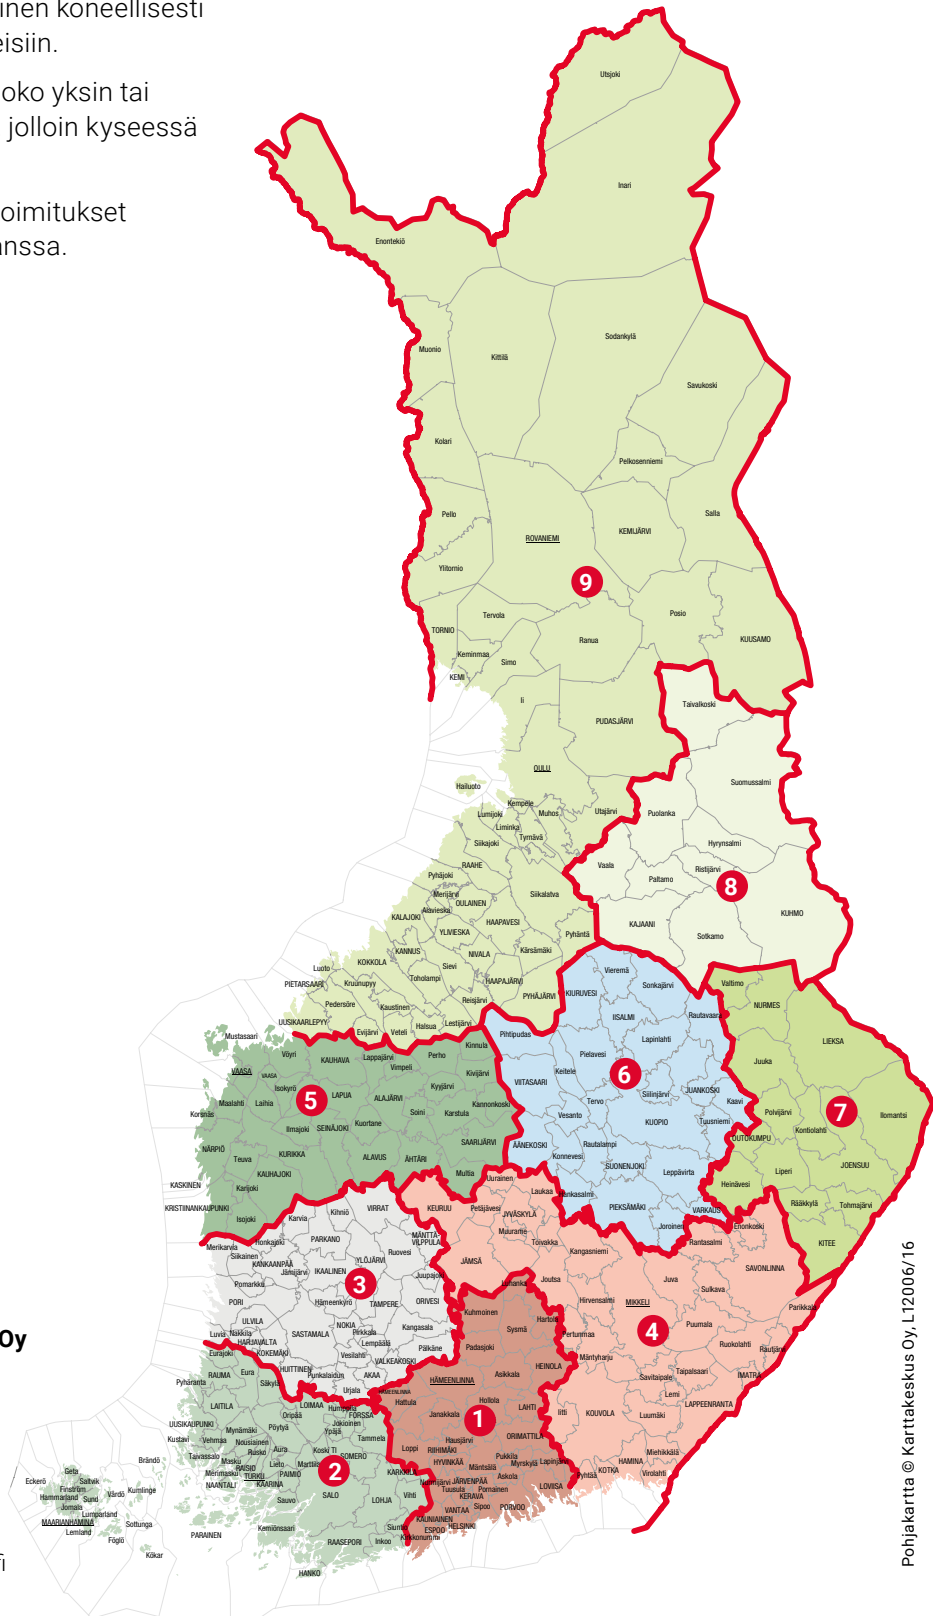 inen koneellisesti
eisiin.
oko yksin tai
jolloin kyseessä
oimitukset
anssa.
Utsjoki
Inari
Enontekiö
Muonio
Kittilä
Sodankylä
Savukoski
Kolari
Pelkosenniemi
Pello
ROVANIEMI
KEMIJÄRVI
Salla
Ylitornio
9
Tervola
Posio
TORNIO
Ranua
KUUSAMO
Keminmaa
Simo
KEMI
Ii
Taivalkoski
PUDASJÄRVI
OULU
Suomussalmi
Hailuoto
Kempele
Lumijoki
Muhos
Utajärvi
Puolanka
Liminka
Tyrnävä
Siikajoki
Hyrynsalmi
RAAHE
Vaala
Ristijärvi
Pyhäjoki
Paltamo
8
Merijärvi
Siikalatva
OULAINEN
Alavieska
KALAJOKI
HAAPAVESI
KUHMO
KAJAANI
YLIVIESKA
Pyhäntä
Sotkamo
KANNUS
Kärsämäki
NIVALA
KOKKOLA
Sievi
Luoto
Toholampi
HAAPAJÄRVI
Vieremä
PIETARSAARI
Kruunupyy
Sonkajärvi
Valtimo
KIURUVESI
PYHÄJÄRVI
Reisjärvi
Pedersöre
Kaustinen
NURMES
UUSIKAARLEPYY
Evijärvi
Veteli
Halsua
Lestijärvi
IISALMI
Rautavaara
Mustasaari
Pihtipudas
Lapinlahti
LIEKSA
Kinnula
Vöyri
KAUHAVA
Lappajärvi
Perho
Pielavesi
Juuka
VAASA
VAASA
Vimpeli
Kivijärvi
Keitele
6
Isokyrö
Kyyjärvi
VIITASAARI
5
LAPUA
ALAJÄRVI
Siilinjärvi
JUANKOSKI
Maalahti
Laihia
Kannonkoski
Tervo
Kaavi
7
Korsnäs
Soini
Karstula
Vesanto
Polvijärvi
Ilomantsi
Ilmajoki
SEINÄJOKI
Kuortane
KUOPIO
Tuusniemi
Kontiolahti
NÄRPIÖ
SAARIJÄRVI
ÄÄNEKOSKI
Rautalampi
OUTOKUMPU
Teuva
KURIKKA
ALAVUS
ÄHTÄRI
Konnevesi
SUONENJOKI
JOENSUU
KAUHAJOKI
Multia
Leppävirta
Liperi
KASKINEN
Karijoki
Uurainen
Heinävesi
Laukaa
Hankasalmi
KRISTIINANKAUPUNKI
Kihniö
VIRRAT
KEURUU
Petäjävesi
PIEKSÄMÄKI
VARKAUS
Rääkkylä
Tohmajärvi
Isojoki
Karvia
JYVÄSKYLÄ
Joroinen
Enonkoski
Muurame
MÄNTTÄ-
VILPPULA
Merikarvia
Honkajoki
PARKANO
Toivakka
Rantasalmi
KITEE
Siikainen
Ruovesi
Kangasniemi
KANKAANPÄÄ
YLÖJÄRVI
JÄMSÄ
SAVONLINNA
Jämijärvi
IKAALINEN
Juupajoki
Luhanka
Joutsa
Juva
Pomarkku
3
Sulkava
PORI
Hämeenkyrö
TAMPERE
ORIVESI
Hirvensalmi
MIKKELI
Parikkala
Kuhmoinen
Hartola
ULVILA
NOKIA
Kangasala
Sysmä
Puumala
Luvia
Nakkila
SASTAMALA
Pirkkala
Pertunmaa
4
HARJAVALTA
Lempäälä
Pälkäne
Padasjoki
Ruokolahti
Rautjärvi
Eurajoki
KOKEMÄKI
Vesilahti
VALKEAKOSKI
Mäntyharju
HEINOLA
RAUMA
Eura
HUITTINEN
Punkalaidun
AKAA
HÄMEENLINNA
Asikkala
Taipalsaari
IMATRA
Pyhäranta
Säkylä
Savitaipale
Urjala
HÄMEENLINNA
Lemi
LAITILA
LOIMAA
Humppila
Hattula
Hollola
LAHTI
LAPPEENRANTA
Oripää
FORSSA
Janakkala
1
Iitti
KOUVOLA
Luumäki
UUSIKAUPUNKI
Jokioinen
Mynämäki
Pöytyä
Ypäjä
Kustavi
Vehmaa
Nousiainen
Tammela
Hausjärvi
ORIMATTILA
Aura
Koski Tl
Loppi
RIIHIMÄKI
Miehikkälä
Taivassalo
Rusko
SOMERO
Pukkila
Masku
Lieto
Marttila
HYVINKÄÄ
Myrskylä
Lapinjärvi
HAMINA
RAISIO
2
Mäntsälä
KOTKA
Virolahti
Merimasku
TURKU
PAIMIO
KARKKILA
Askola
Pyhtää
NAANTALI
KAARINA
Nurmijärvi
JÄRVENPÄÄ
LOVIISA
SALO
Vihti
Tuusula
Pornainen
Sauvo
LOHJA
KERAVA
Sipoo
PORVOO
VANTAA
KAUNIAINEN
Kemiönsaari
Siuntio
ESPOO
HELSINKI
PARAINEN
Kirkkonummi
RAASEPORI
Inkoo
HANKO
Brändö
Geta
Eckerö
Saltvik
Finström
Vårdö
Kumlinge
Hammarland
Sund
Jomala
Lumparland
MAARIANHAMINA
Sottunga
Lemland
Föglö
Kökar
Oy
fi
Pohjakartta © Karttakeskus Oy, L12006/16